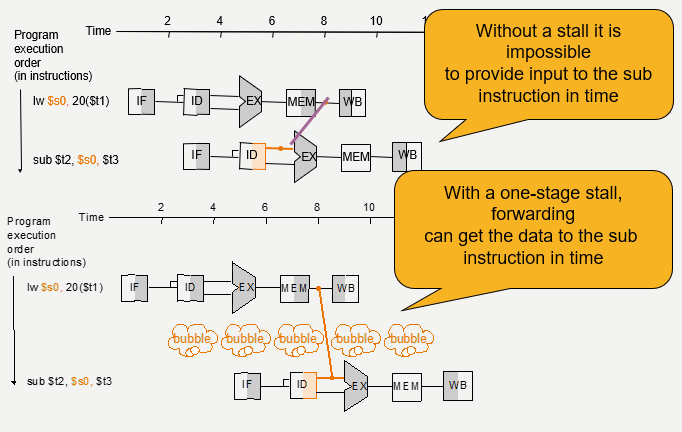 Program
execution
order
(in instructions)
Time 2 4 6 8 10
Without a stall it is
impossible
to provide input to the sub
instruction in time
lw $s0, 20($t1)
IF ID EX MEM WB
sub $t2, $s0, $t3
IF ID EX MEM WB
With a one-stage stall,
forwarding
can get the data to the sub
instruction in time
Program
execution
order
(in instructions)
Time 2 4 6 8 10
lw $s0, 20($t1)
IF ID EX MEM WB
bubble bubble bubble bubble bubble
sub $t2, $s0, $t3
IF ID EX MEM WB